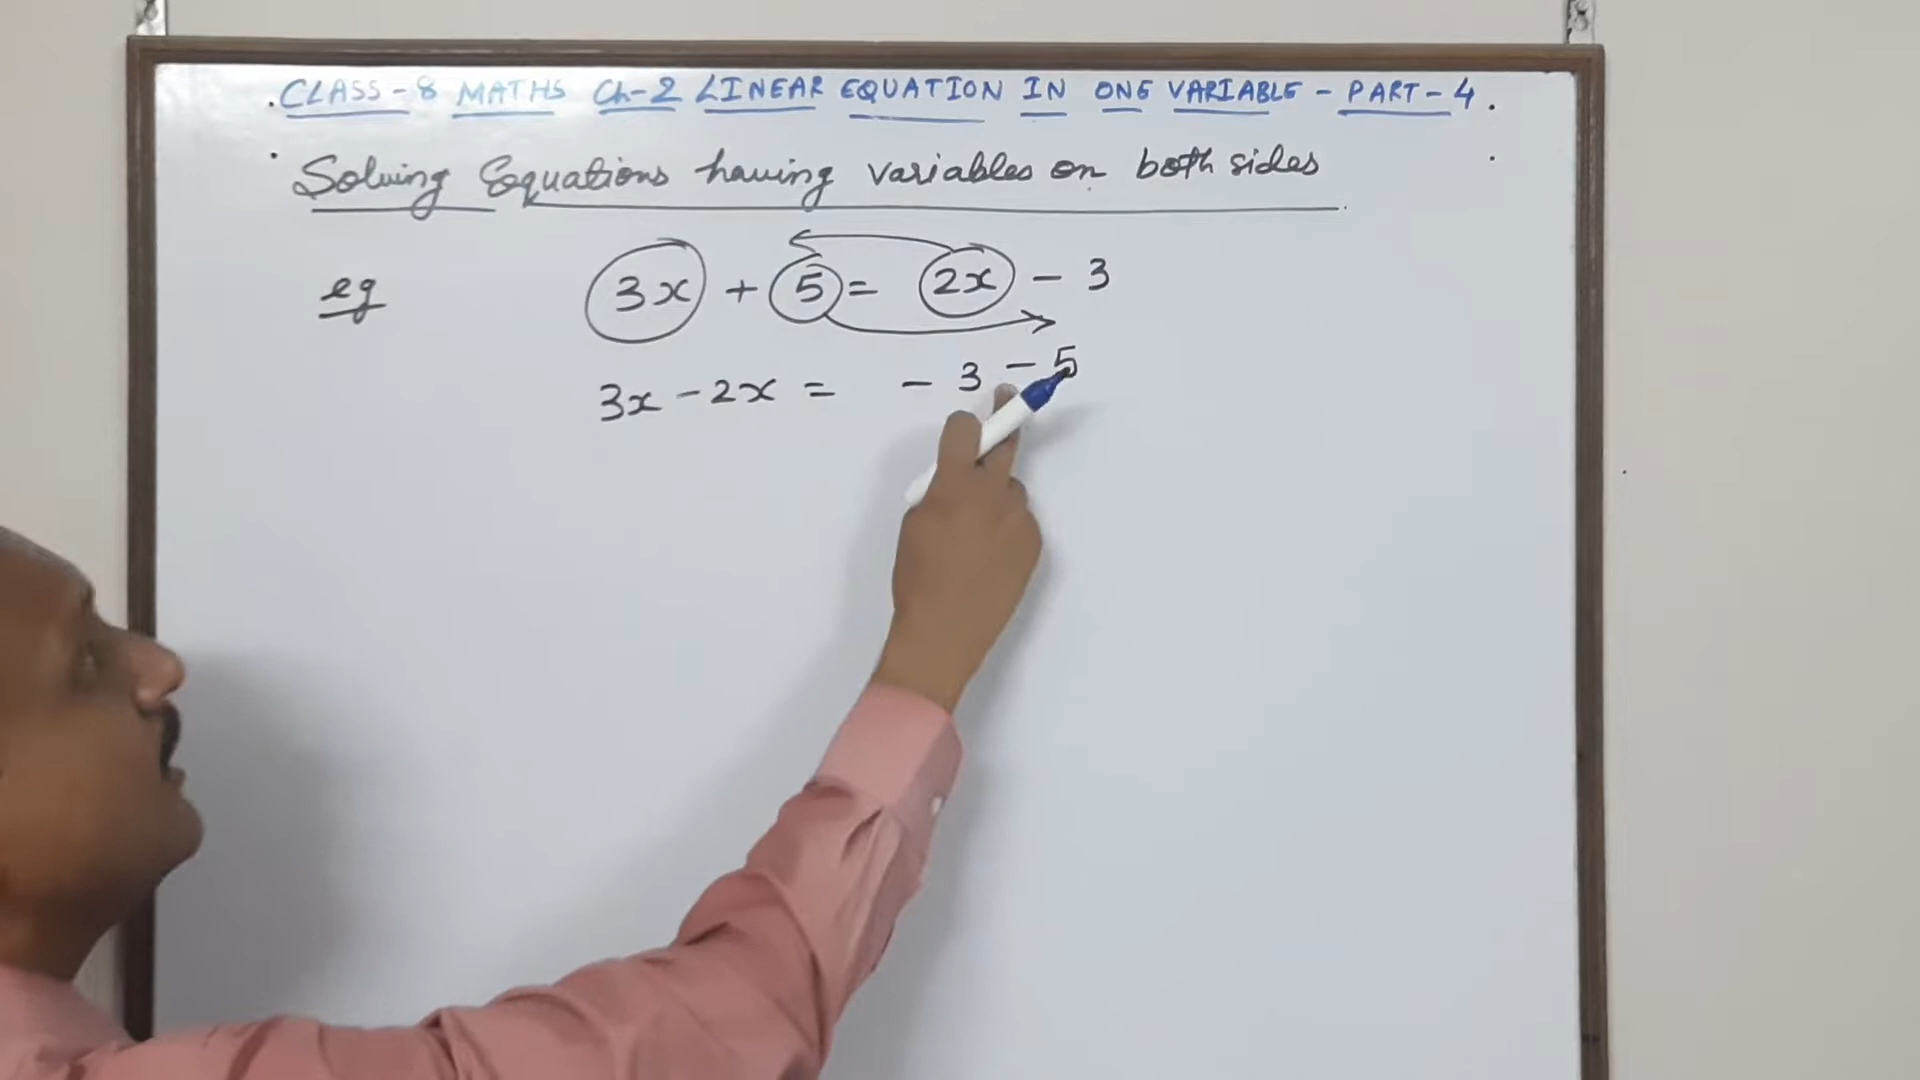 CLASS-8 MATHS Ch-2 LINEAR EQUATION IN ONE VARIABLE - PART-4.
Solving Equations having variables on both sides
eg 3x + 5 = 2x - 3
3x - 2x = - 3 - 5